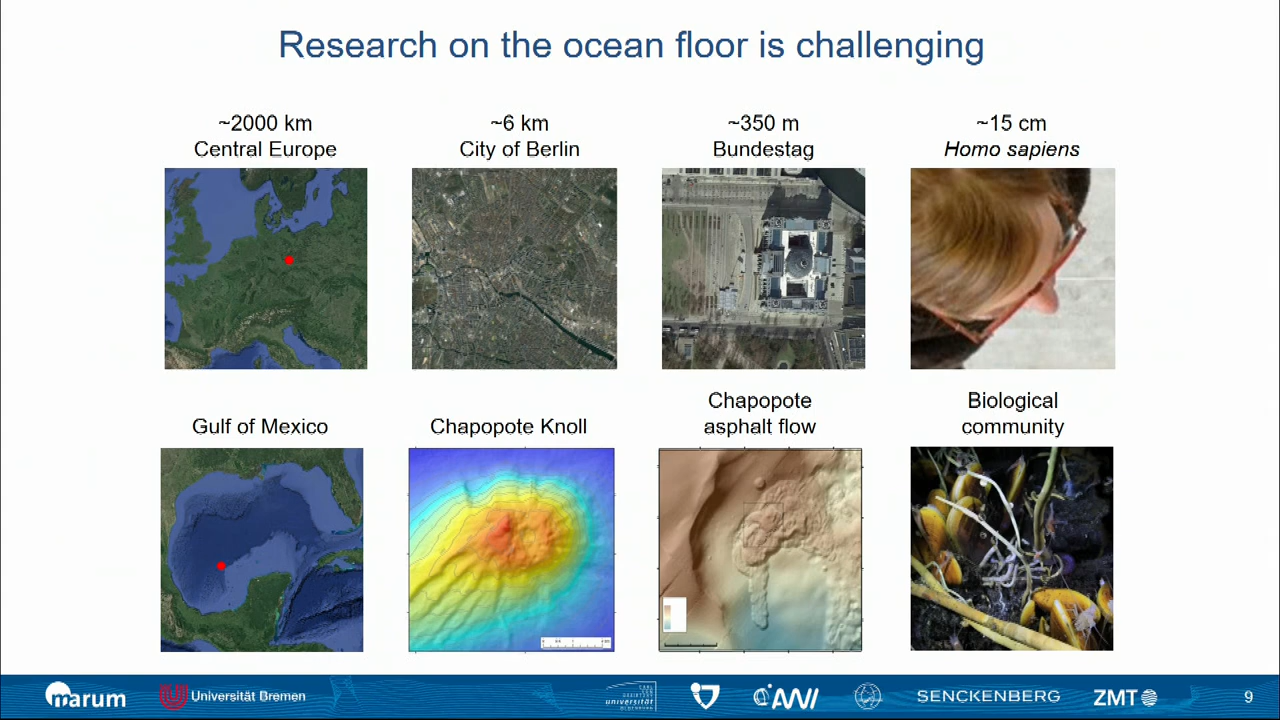 Research on the ocean floor is challenging
~2000 km
Central Europe
~6 km
City of Berlin
~350 m
Bundestag
~15 cm
Homo sapiens
Gulf of Mexico
Chapopote Knoll
Chapopote
asphalt flow
Biological
community
marum
Universität Bremen
universität
AWI
SENCKENBERG
ZMT
9